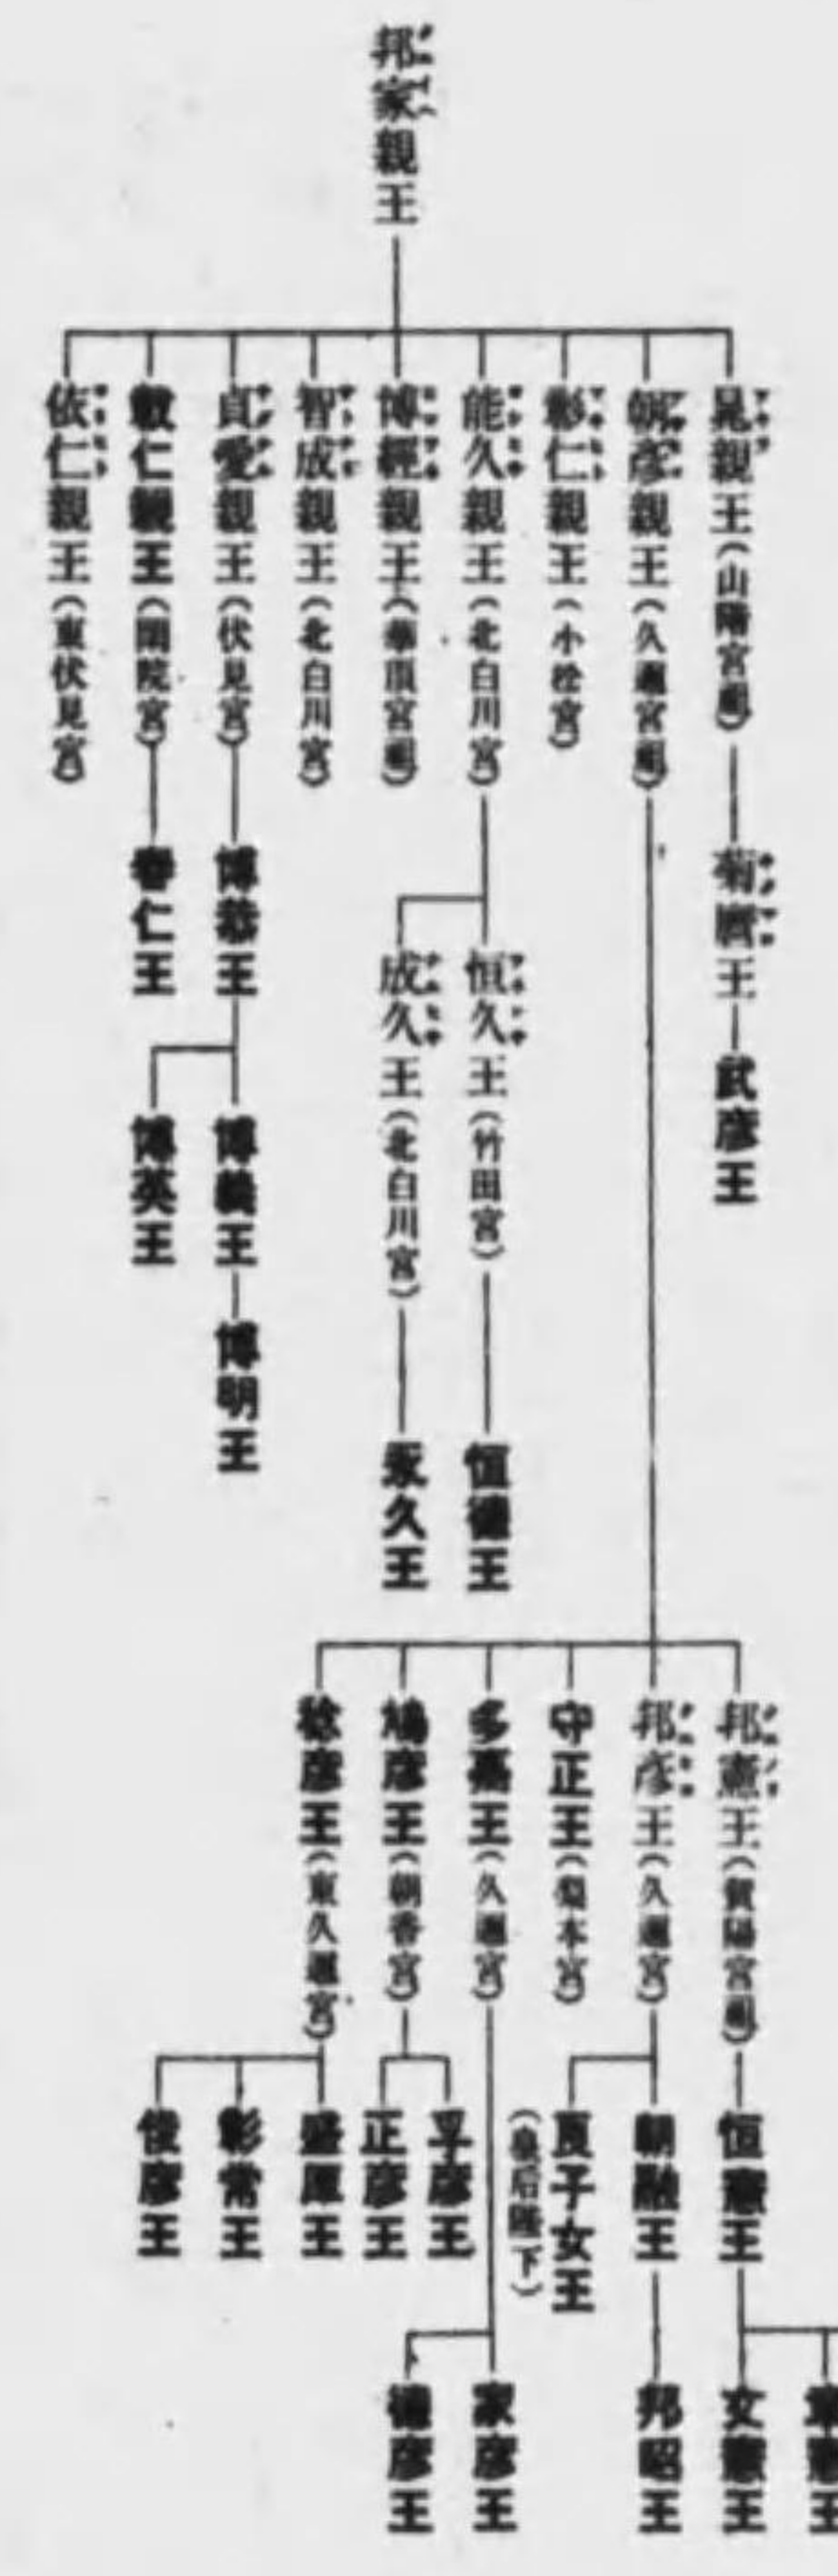 邦家親王
晃親王(山階宮祖)
菊麿王
武彦王
朝彦親王(久邇宮祖)
邦憲王(賀陽宮祖)
恒憲王
文憲王
邦彦王(久邇宮)
朝融王
邦昭王
良子女王
(皇后陛下)
守正王(梨本宮)
多嘉王(久邇宮)
家彦王
徳彦王
鳩彦王(朝香宮)
孚彦王
正彦王
稔彦王(東久邇宮)
盛厚王
彰常王
俊彦王
彰仁親王(小松宮)
能久親王(北白川宮)
恒久王(竹田宮)
恒徳王
成久王(北白川宮)
永久王
博經親王(華頂宮祖)
智成親王(北白川宮)
貞愛親王(伏見宮)
博恭王
博義王
博明王
博英王
載仁親王(閑院宮)
春仁王
依仁親王(東伏見宮)